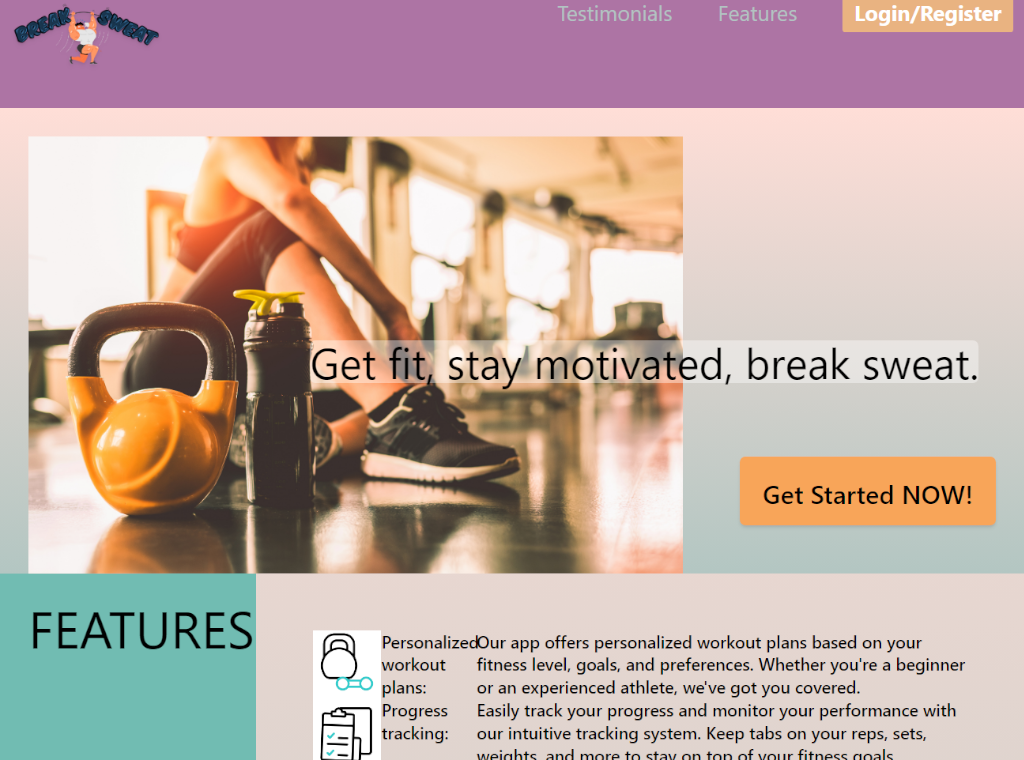 BREAK SWEAT
Testimonials
Features
Login/Register
Get fit, stay motivated, break sweat.
Get Started NOW!
FEATURES
Personalized
workout
plans:
Our app offers personalized workout plans based on your
fitness level, goals, and preferences. Whether you're a beginner
or an experienced athlete, we've got you covered.
Progress
tracking:
Easily track your progress and monitor your performance with
our intuitive tracking system. Keep tabs on your reps, sets,
weights, and more to stay on top of your fitness goals.